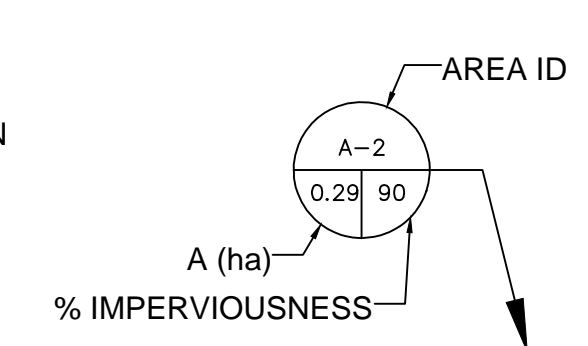 AREA ID
N
A-2
0.29 90
A (ha)
% IMPERVIOUSNESS